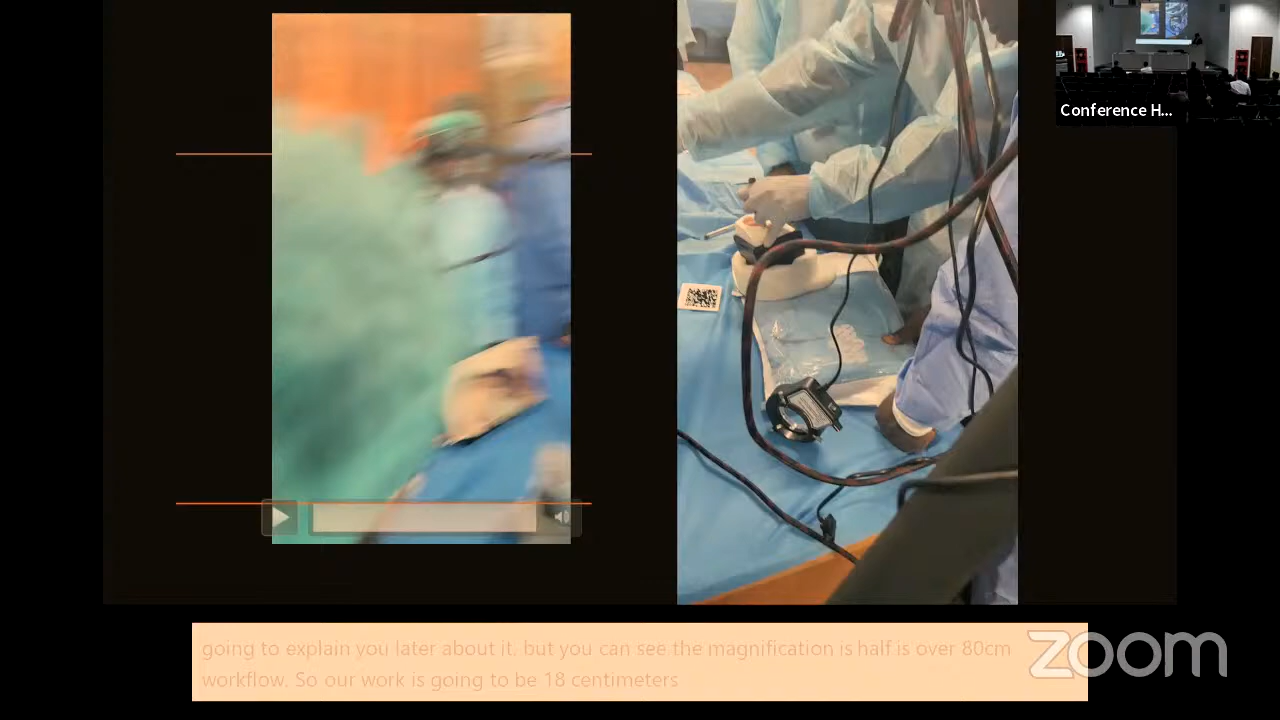 Conference H...
going to explain you later about it. but you can see the magnification is half is over 80cm
workflow. So our work is going to be 18 centimeters
zoom